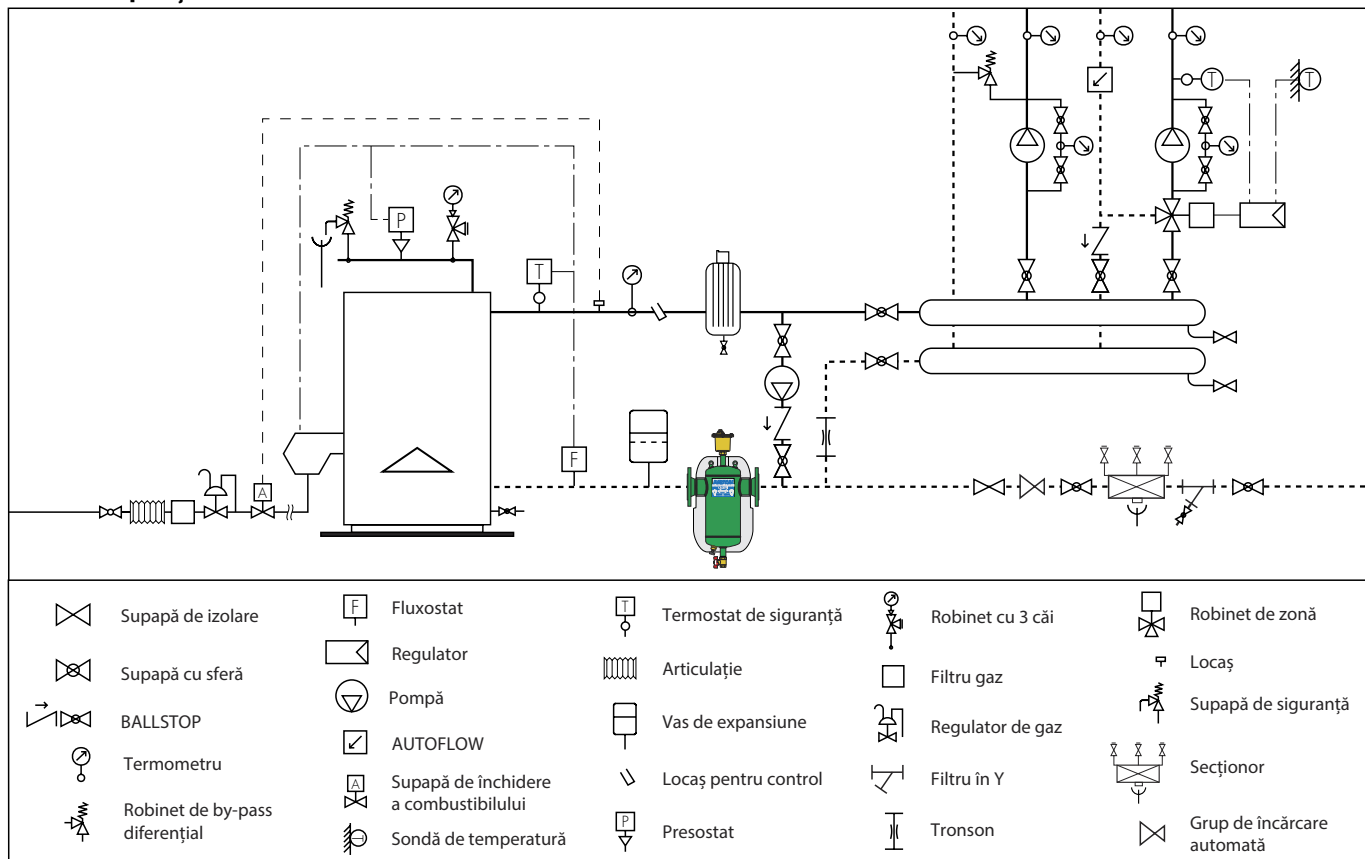 T
T
P
T
F
A
Supapă de izolare
Supapă cu sferă
BALLSTOP
Termometru
Robinet de by-pass
diferențial
F
Fluxostat
Regulator
Pompă
AUTOFLOW
A
Supapă de închidere
a combustibilului
Sondă de temperatură
T
Termostat de siguranță
Articulație
Vas de expansiune
Locaș pentru control
P
Presostat
Robinet cu 3 căi
Filtru gaz
Regulator de gaz
Filtru în Y
Tronson
Robinet de zonă
Locaș
Supapă de siguranță
Secționor
Grup de încărcare
automată